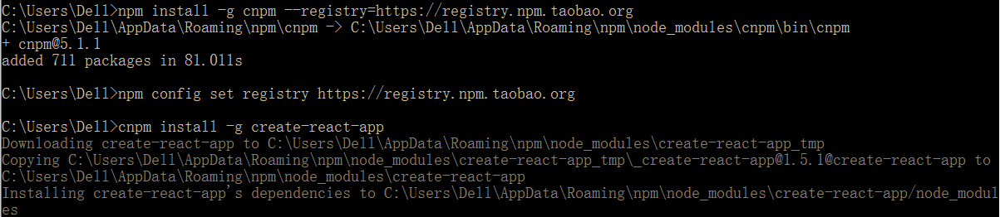 C:\Users\Dell>npm install -g cnpm --registry=https://registry.npm.taobao.org
C:\Users\Dell\AppData\Roaming\npm\cnpm -> C:\Users\Dell\AppData\Roaming\npm\node_modules\cnpm\bin\cnpm
+ cnpm@5.1.1
added 711 packages in 81.011s
C:\Users\Dell>npm config set registry https://registry.npm.taobao.org
C:\Users\Dell>cnpm install -g create-react-app
Downloading create-react-app to C:\Users\Dell\AppData\Roaming\npm\node_modules\create-react-app_tmp
Copying C:\Users\Dell\AppData\Roaming\npm\node_modules\create-react-app_tmp\_create-react-app@1.5.1@create-react-app to
C:\Users\Dell\AppData\Roaming\npm\node_modules\create-react-app
Installing create-react-app's dependencies to C:\Users\Dell\AppData\Roaming\npm\node_modules\create-react-app/node_modul
es